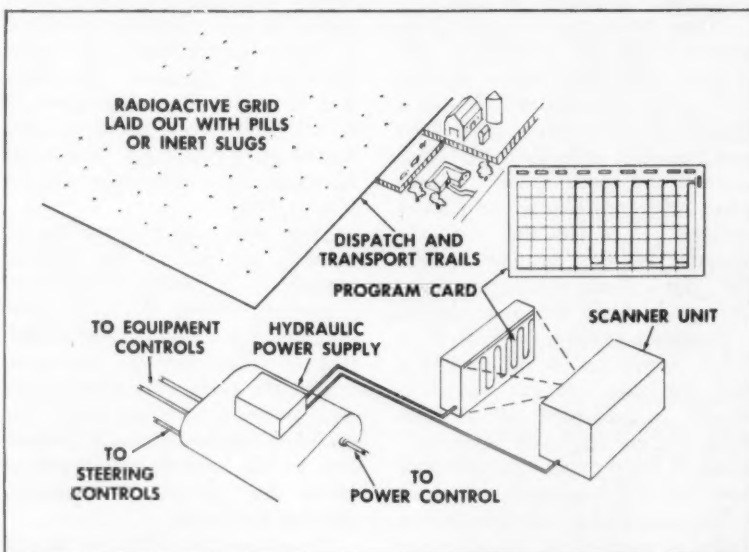 RADIOACTIVE GRID
LAID OUT WITH PILLS
OR INERT SLUGS
DISPATCH AND
TRANSPORT TRAILS
PROGRAM CARD
SCANNER UNIT
TO EQUIPMENT
CONTROLS
HYDRAULIC
POWER SUPPLY
TO
STEERING
CONTROLS
TO
POWER CONTROL